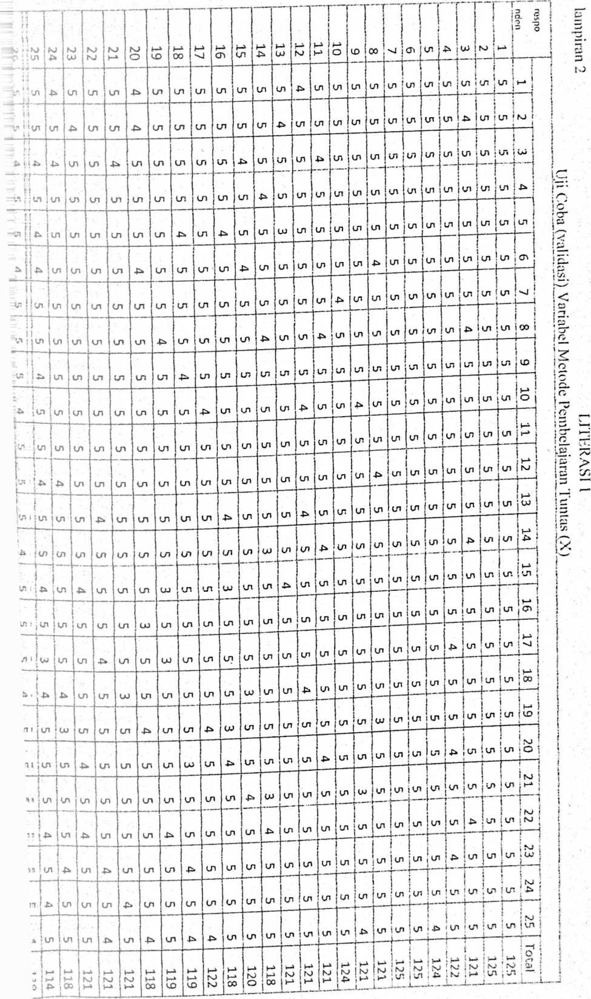 lampiran 2
LITERASI 1
Uji Coba (validasi) Variabel Metode Pembelajaran Tuntas (X)
respo
nden 1 2 3 4 5 6 7 8 9 10 11 12 13 14 15 16 17 18 19 20 21 22 23 24 25 Total
1 5 5 5 5 5 5 5 5 5 5 5 5 5 5 5 5 5 5 5 5 5 5 5 5 5 125
2 5 5 5 5 5 5 5 5 5 5 5 5 5 5 5 5 5 5 5 5 5 5 5 5 5 125
3 5 4 5 5 5 5 5 4 5 5 5 5 5 4 5 5 5 5 5 5 5 4 5 5 5 121
4 5 5 5 5 5 5 5 5 5 5 5 5 5 5 5 5 4 5 5 4 5 5 4 5 5 122
5 5 5 5 5 5 5 5 5 5 5 5 5 5 5 5 5 5 5 5 5 5 5 5 5 4 124
6 5 5 5 5 5 5 5 5 5 5 5 5 5 5 5 5 5 5 5 5 5 5 5 5 5 125
7 5 5 5 5 5 5 5 5 5 5 5 5 5 5 5 5 5 5 5 5 5 5 5 5 5 125
8 5 5 5 5 5 4 5 5 5 5 5 4 5 5 5 5 5 5 3 5 5 5 5 5 5 121
9 5 5 5 5 5 5 5 5 5 4 5 5 5 5 5 5 5 5 5 5 3 5 5 5 4 121
10 5 5 5 5 5 5 4 5 5 5 5 5 5 5 5 5 5 5 5 5 5 5 5 5 5 124
11 5 5 4 5 5 5 5 4 5 5 5 5 5 4 5 5 5 5 5 4 5 5 5 5 5 121
12 4 5 5 5 5 5 5 5 5 4 5 5 4 5 5 5 5 4 5 5 5 5 5 5 5 121
13 5 4 5 5 3 5 5 5 5 5 5 5 5 5 4 5 5 5 5 5 5 5 5 5 5 121
14 5 5 5 4 5 5 5 4 5 5 5 5 5 3 5 5 5 5 5 5 3 4 5 5 5 118
15 5 5 4 5 5 4 5 5 5 5 5 5 5 5 5 5 5 3 5 5 4 5 5 5 5 120
16 5 5 5 5 4 5 5 5 5 5 5 5 4 5 3 5 5 5 3 4 5 5 5 5 5 118
17 5 5 5 5 5 5 5 5 5 4 5 5 5 5 5 5 5 5 4 5 5 5 5 5 4 122
18 5 5 5 5 4 5 5 5 4 5 5 5 5 5 5 5 5 5 5 3 5 5 4 5 4 119
19 5 5 5 5 5 5 5 4 5 5 5 5 5 5 3 5 3 5 5 5 5 4 5 5 5 119
20 4 4 5 5 5 4 5 5 5 5 5 5 5 5 5 3 5 5 4 5 5 5 5 5 4 118
21 5 5 4 5 5 5 5 5 5 5 5 5 5 5 5 5 5 3 5 5 5 5 5 4 5 121
22 5 5 5 5 5 5 5 5 5 5 5 5 4 5 5 5 4 5 5 5 5 5 4 5 4 121
23 5 4 5 5 5 5 5 5 5 5 5 5 5 5 4 5 5 5 5 4 5 4 5 5 5 121
24 4 5 4 5 5 5 5 5 5 5 5 4 5 5 5 5 5 4 3 5 5 5 4 5 5 118
25 5 5 4 5 4 4 5 5 4 5 5 4 5 5 4 5 3 4 5 5 5 4 5 4 5 114
26 5 5 4 5 5 4 5 5 5 4 5 5 5 4 5 5 5 4